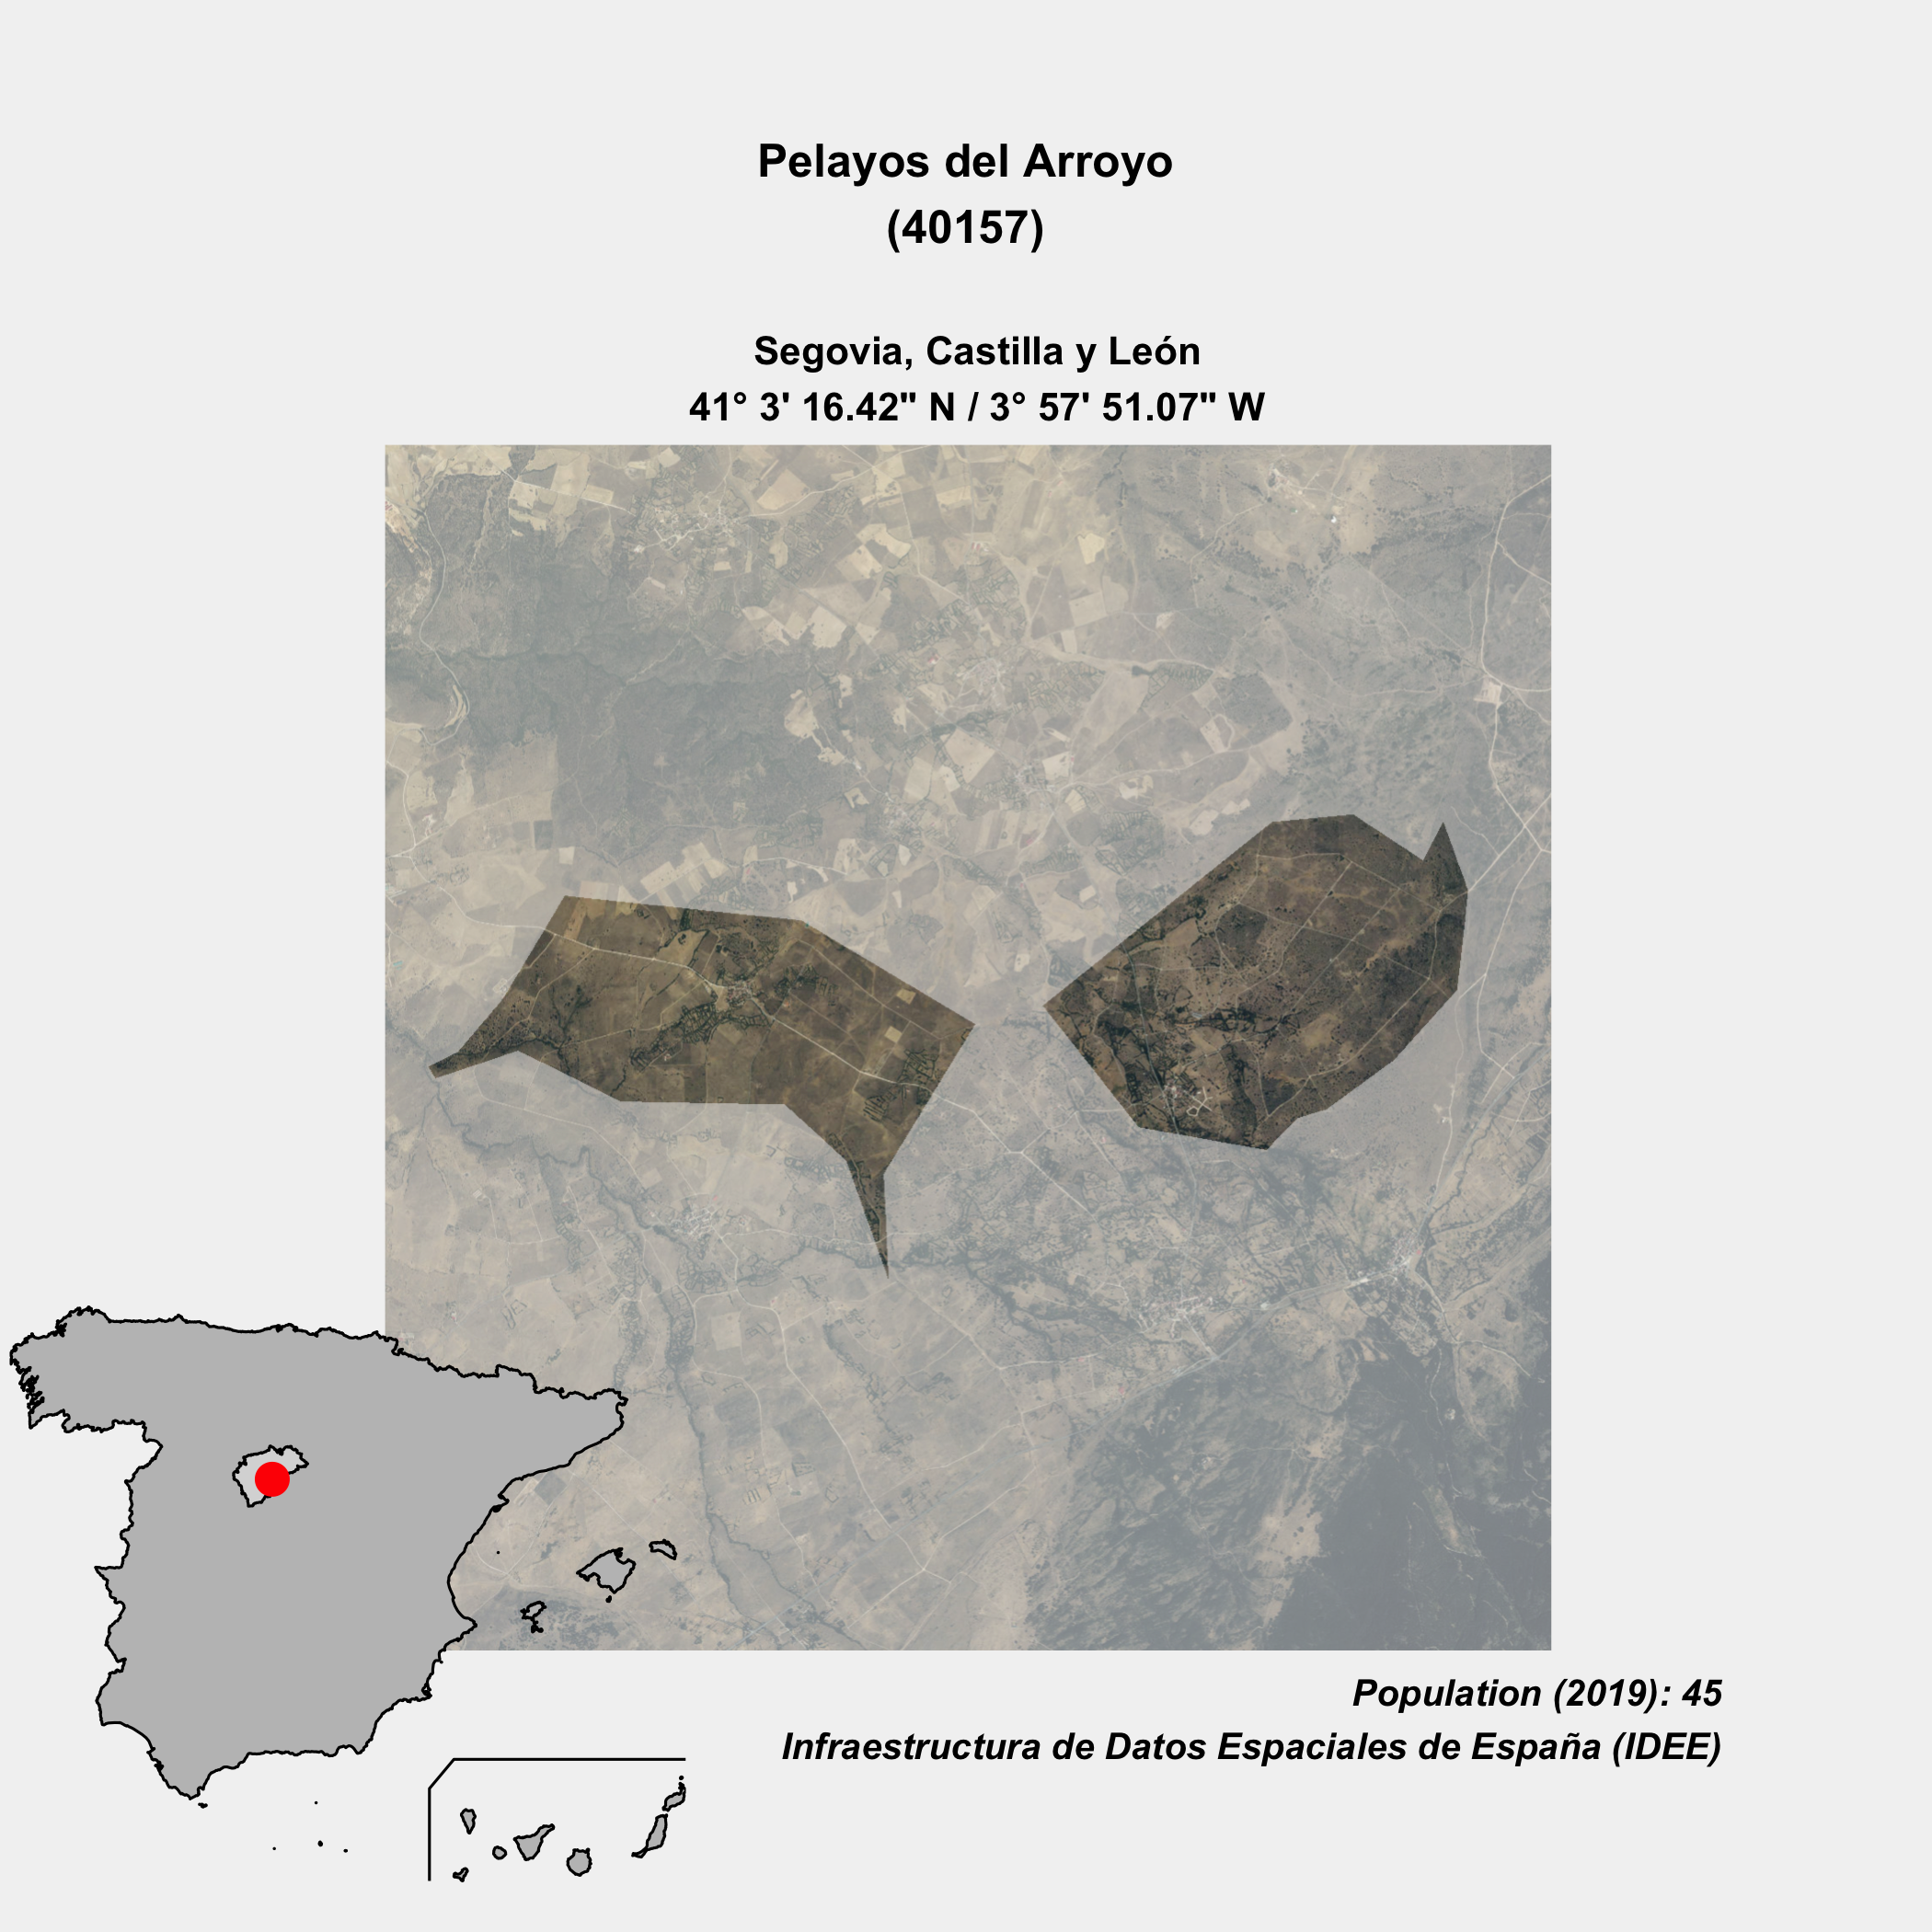 Pelayos del Arroyo
(40157)
Segovia, Castilla y León
41° 3' 16.42" N / 3° 57' 51.07" W
Population (2019): 45
Infraestructura de Datos Espaciales de España (IDEE)